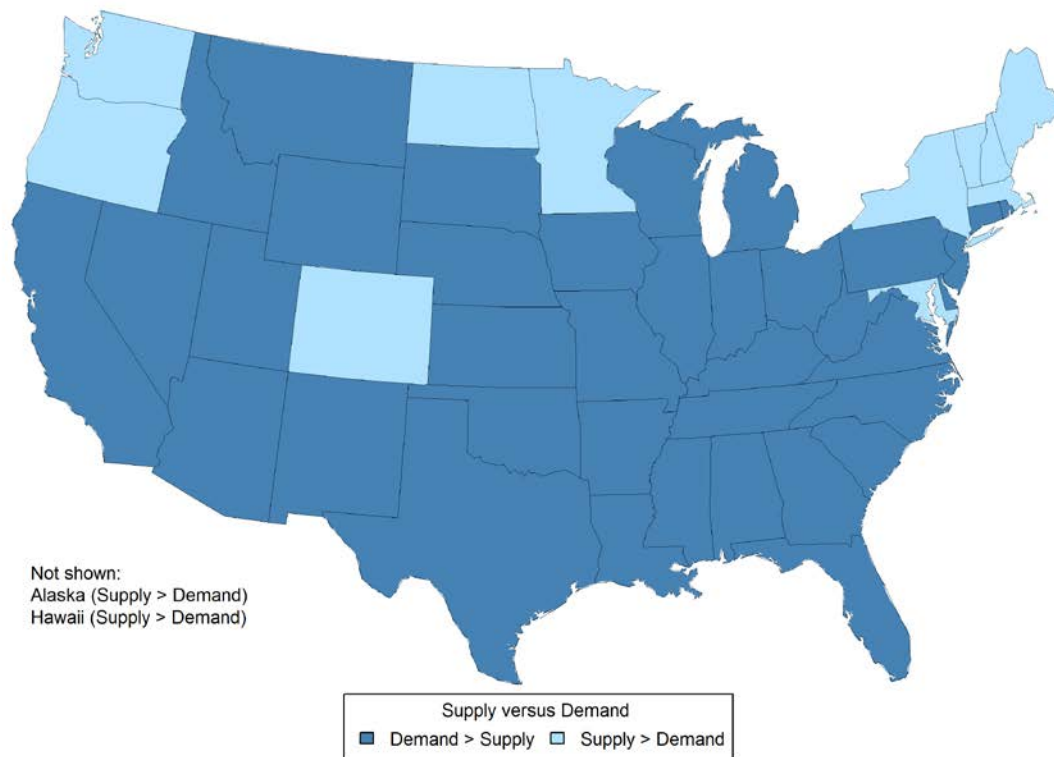 Not shown:
Alaska (Supply > Demand)
Hawaii (Supply > Demand)
Supply versus Demand
Demand > Supply Supply > Demand